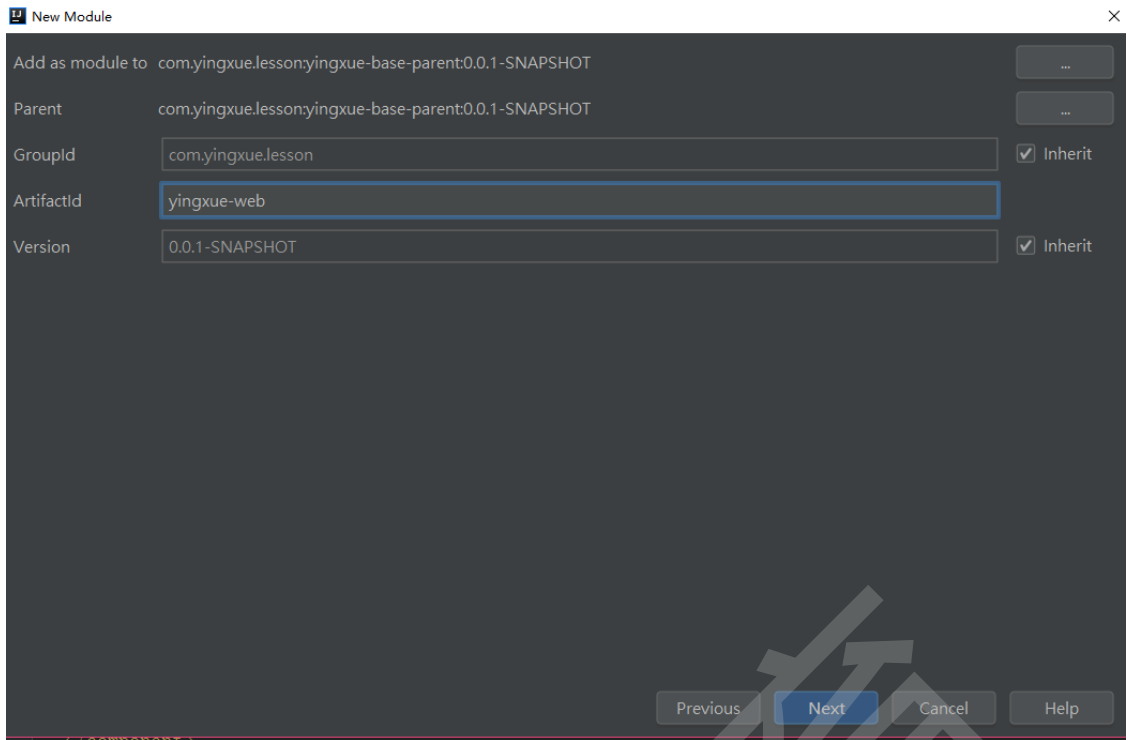 New Module
Add as module to com.yingxue.lesson:yingxue-base-parent:0.0.1-SNAPSHOT ...
Parent com.yingxue.lesson:yingxue-base-parent:0.0.1-SNAPSHOT ...
GroupId com.yingxue.lesson Inherit
ArtifactId yingxue-web
Version 0.0.1-SNAPSHOT Inherit
Previous Next Cancel Help